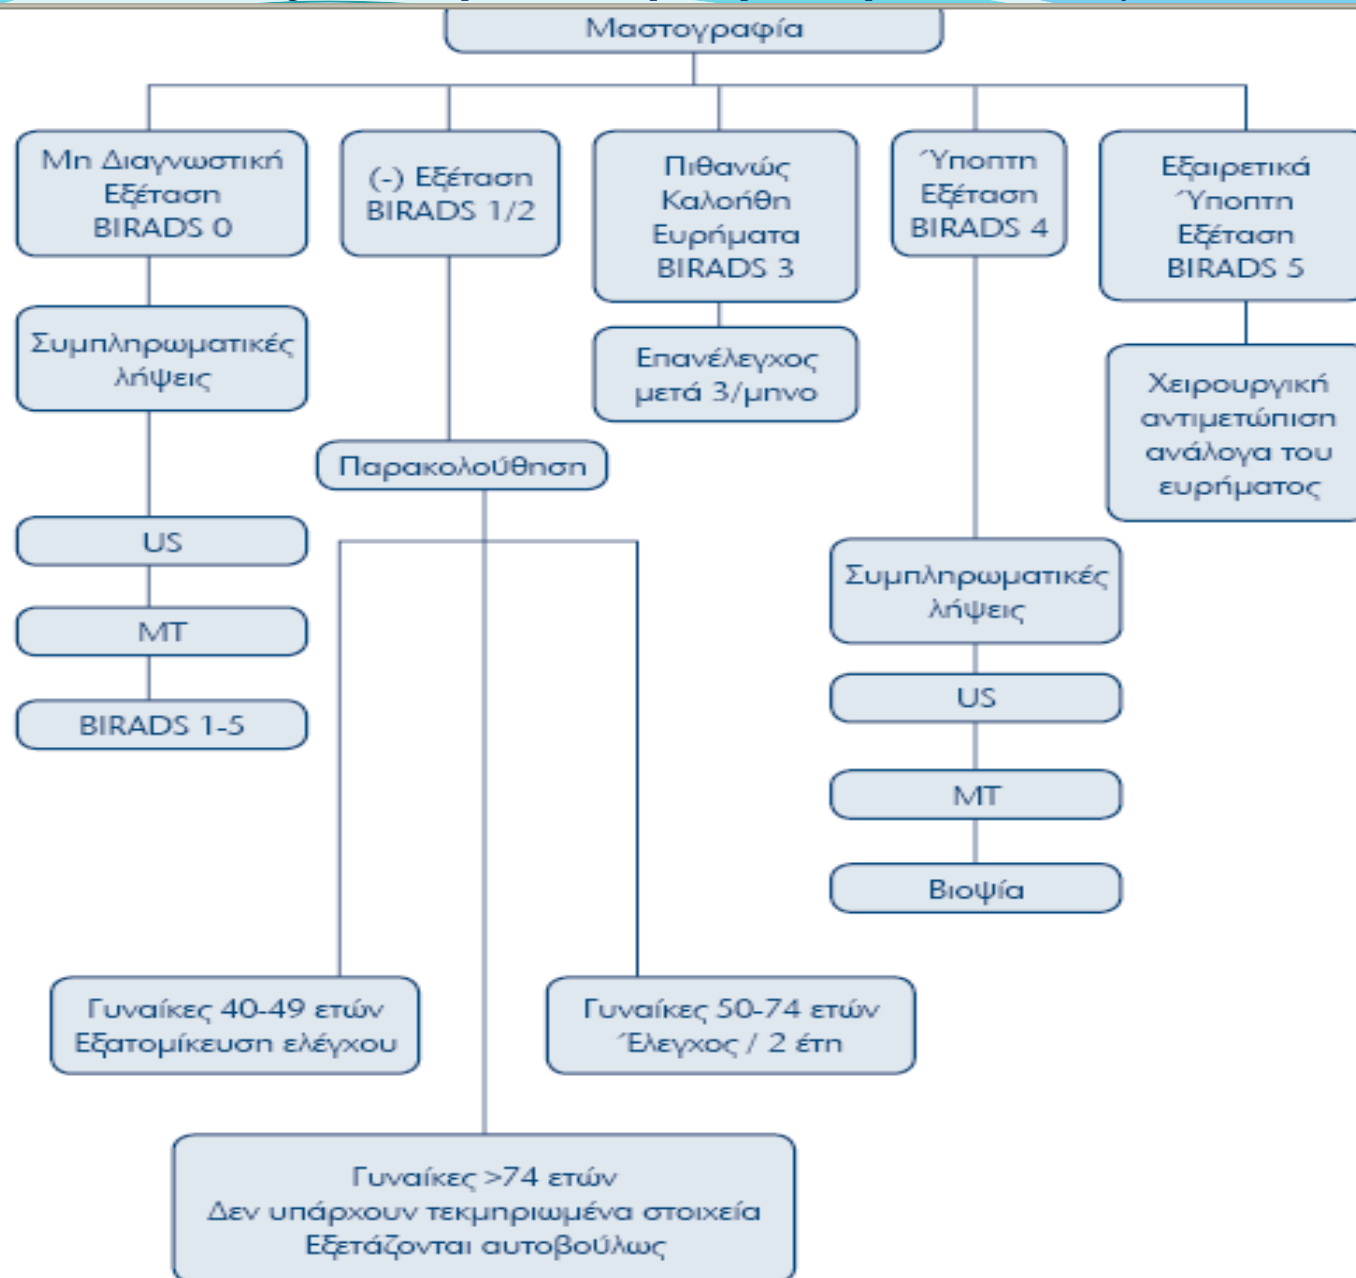 Μαστογραφία
Μη Διαγνωστική
Εξέταση
BIRADS 0
(-) Εξέταση
BIRADS 1/2
Πιθανώς
Καλοήθη
Ευρήματα
BIRADS 3
Ύποπτη
Εξέταση
BIRADS 4
Εξαιρετικά
Ύποπτη
Εξέταση
BIRADS 5
Συμπληρωματικές
λήψεις
Επανέλεγχος
μετά 3/μηνο
Χειρουργική
αντιμετώπιση
ανάλογα του
ευρήματος
Παρακολούθηση
US
MT
BIRADS 1-5
Συμπληρωματικές
λήψεις
US
MT
Βιοψία
Γυναίκες 40-49 ετών
Εξατομίκευση ελέγχου
Γυναίκες 50-74 ετών
Έλεγχος / 2 έτη
Γυναίκες >74 ετών
Δεν υπάρχουν τεκμηριωμένα στοιχεία
Εξετάζονται αυτοβούλως